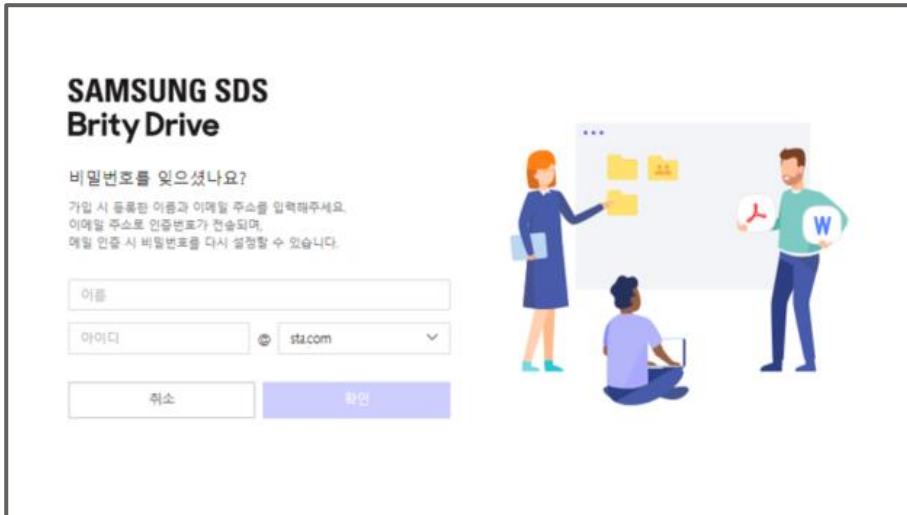 SAMSUNG SDS
Brity Drive
비밀번호를 잊으셨나요?
가입 시 등록한 이름과 이메일 주소를 입력해주세요.
이메일 주소로 인증번호가 전송되며,
메일 인증 시 비밀번호를 다시 설정할 수 있습니다.
이름
아이디 @ sta.com
취소 확인
W